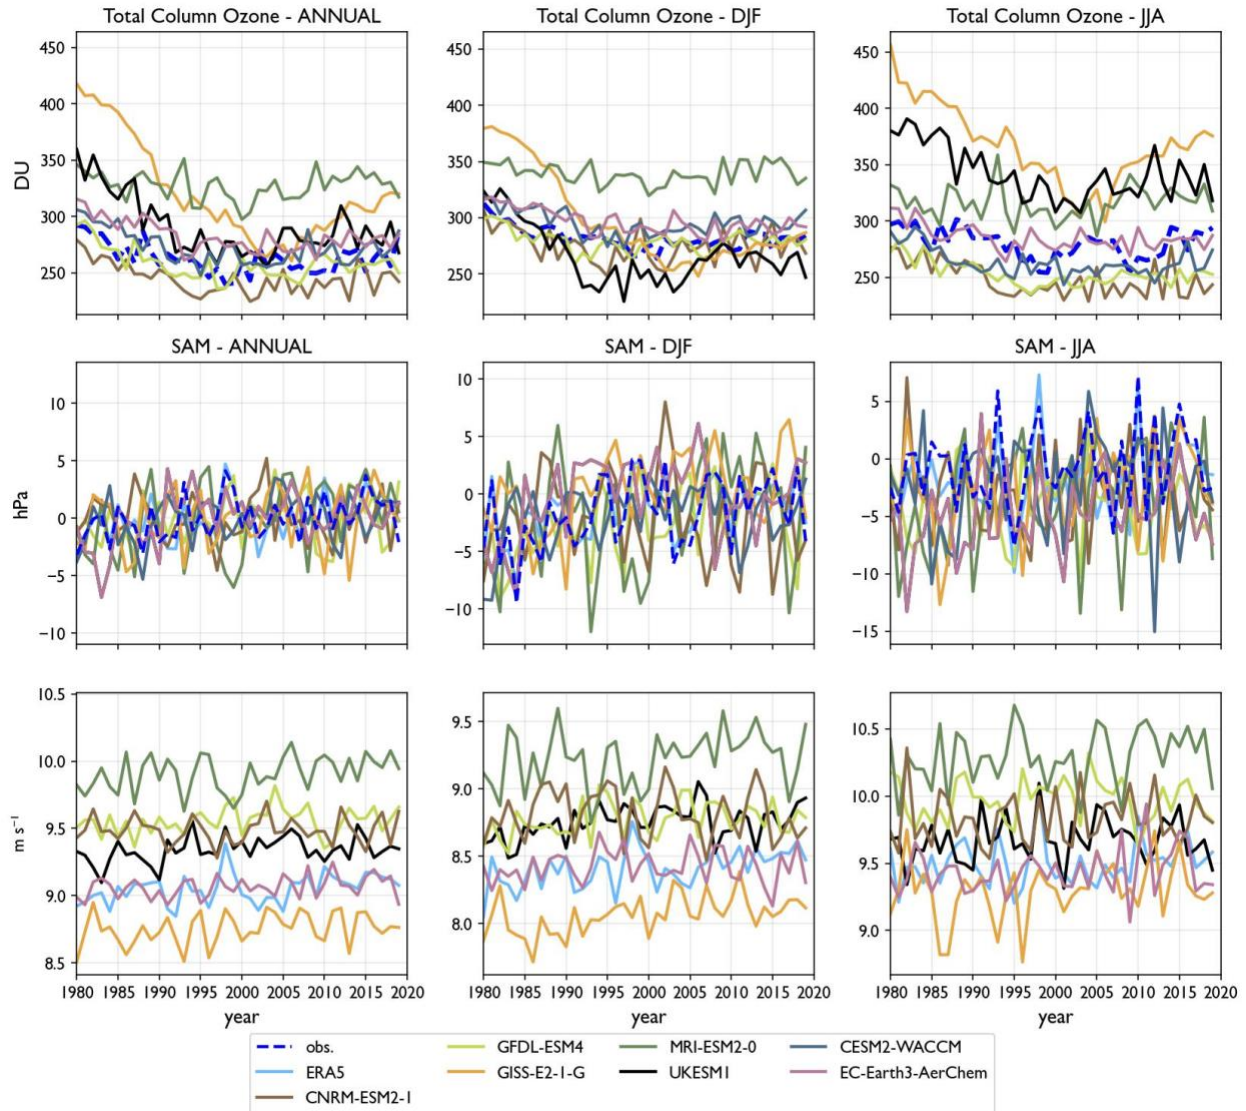 Total Column Ozone - ANNUAL
Total Column Ozone - DJF
Total Column Ozone - JJA
DU
450
400
350
300
250
450
400
350
300
250
450
400
350
300
250
SAM - ANNUAL
SAM - DJF
SAM - JJA
hPa
10
5
0
−5
−10
10
5
0
−5
−10
5
0
−5
−10
−15
m s⁻¹
10.5
10.0
9.5
9.0
8.5
9.5
9.0
8.5
8.0
10.5
10.0
9.5
9.0
1980 1985 1990 1995 2000 2005 2010 2015 2020
1980 1985 1990 1995 2000 2005 2010 2015 2020
1980 1985 1990 1995 2000 2005 2010 2015 2020
year
year
year
obs.
ERA5
CNRM-ESM2-1
GFDL-ESM4
GISS-E2-1-G
MRI-ESM2-0
UKESM1
CESM2-WACCM
EC-Earth3-AerChem